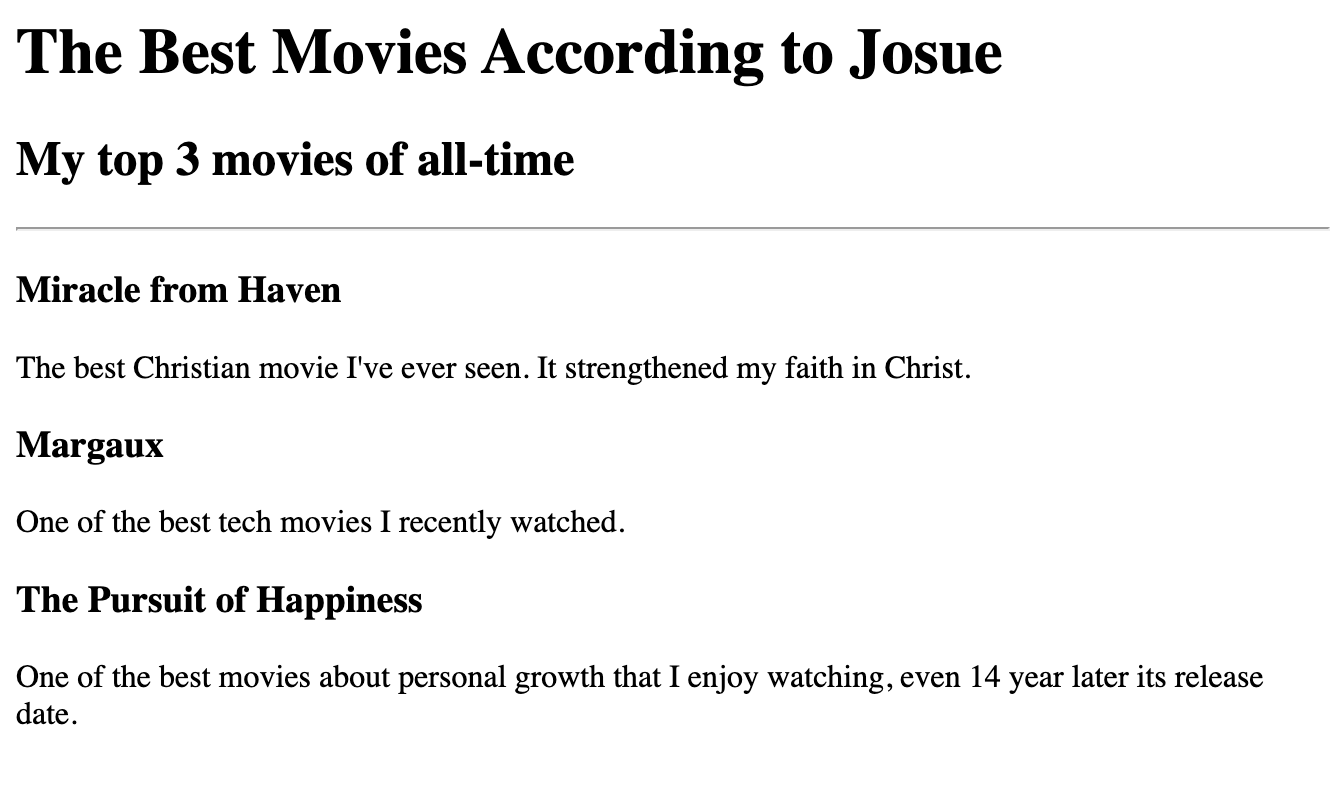 The Best Movies According to Josue
My top 3 movies of all-time
Miracle from Haven
The best Christian movie I've ever seen. It strengthened my faith in Christ.
Margaux
One of the best tech movies I recently watched.
The Pursuit of Happiness
One of the best movies about personal growth that I enjoy watching, even 14 year later its release
date.